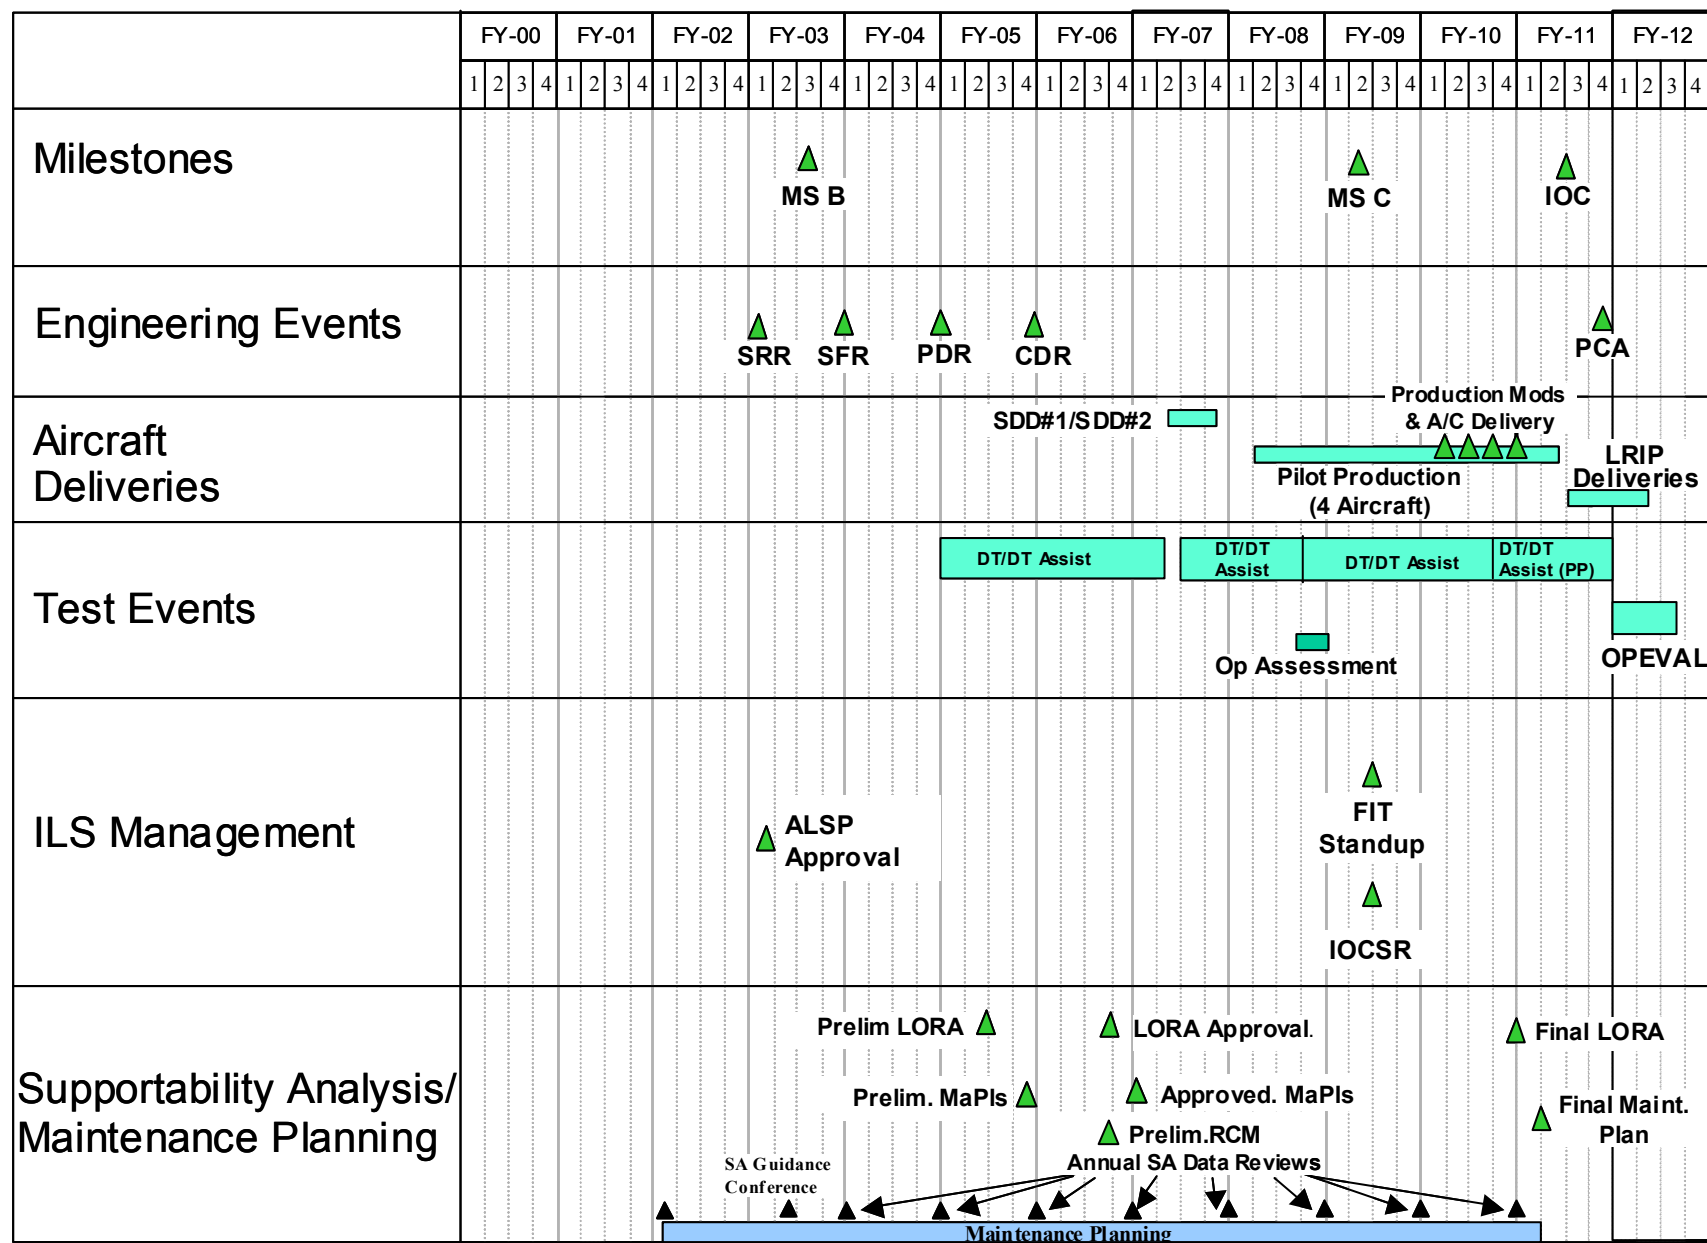 FY-00 FY-01 FY-02 FY-03 FY-04 FY-05 FY-06 FY-07 FY-08 FY-09 FY-10 FY-11 FY-12
1 2 3 4 1 2 3 4 1 2 3 4 1 2 3 4 1 2 3 4 1 2 3 4 1 2 3 4 1 2 3 4 1 2 3 4 1 2 3 4 1 2 3 4 1 2 3 4 1 2 3 4
Milestones
MS B
MS C
IOC
Engineering Events
SRR
SFR
PDR
CDR
PCA
Aircraft
Deliveries
SDD#1/SDD#2
Production Mods
& A/C Delivery
Pilot Production
(4 Aircraft)
LRIP
Deliveries
Test Events
DT/DT Assist
DT/DT
Assist
DT/DT Assist
DT/DT
Assist (PP)
Op Assessment
OPEVAL
ILS Management
ALSP
Approval
FIT
Standup
IOCSR
Supportability Analysis/
Maintenance Planning
Prelim LORA
LORA Approval.
Final LORA
Prelim. MaPls
Approved. MaPls
Final Maint.
Plan
Prelim.RCM
Annual SA Data Reviews
SA Guidance
Conference
Maintenance Planning